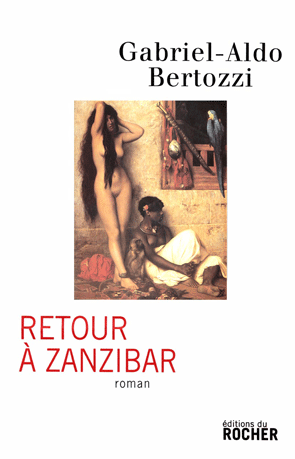 Gabriel-Aldo
Bertozzi
RETOUR
À ZANZIBAR
roman
éditions du
ROCHER